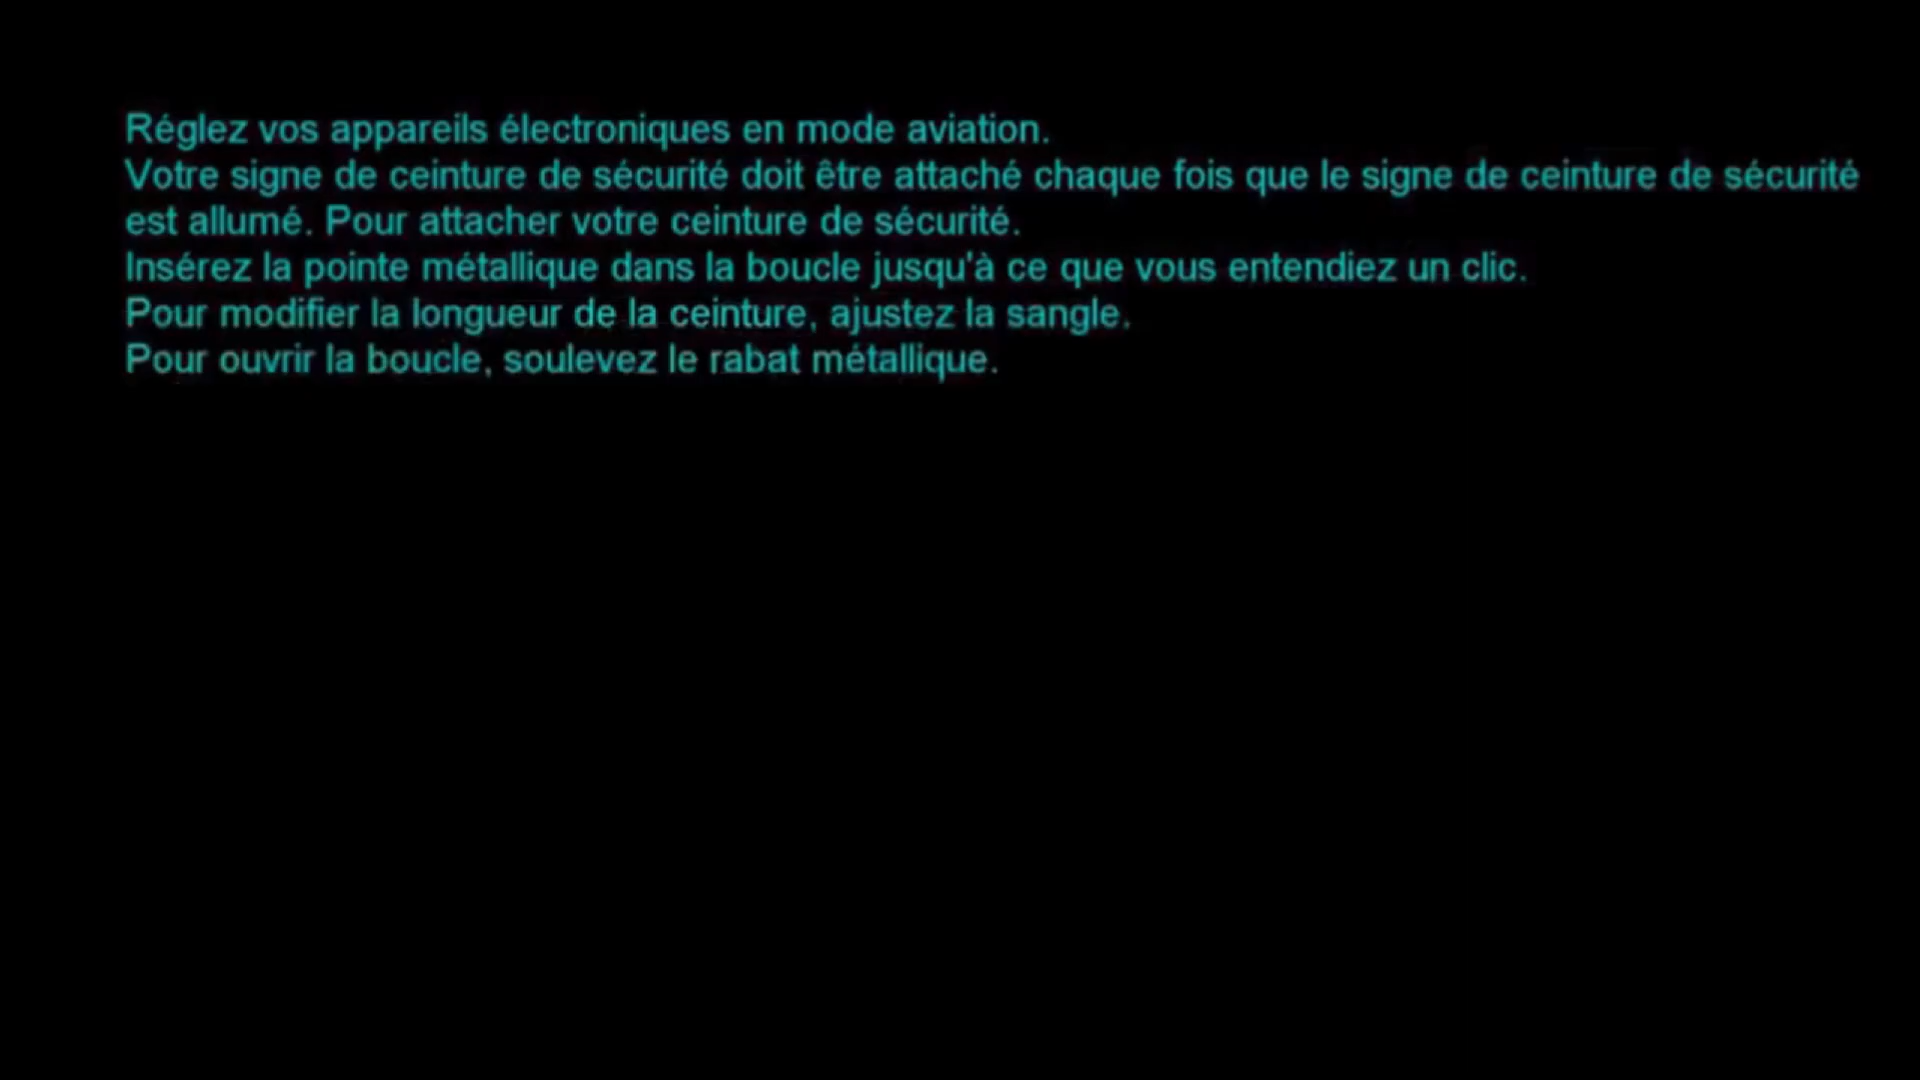 Réglez vos appareils électroniques en mode aviation.
Votre signe de ceinture de sécurité doit être attaché chaque fois que le signe de ceinture de sécurité
est allumé. Pour attacher votre ceinture de sécurité.
Insérez la pointe métallique dans la boucle jusqu'à ce que vous entendiez un clic.
Pour modifier la longueur de la ceinture, ajustez la sangle.
Pour ouvrir la boucle, soulevez le rabat métallique.